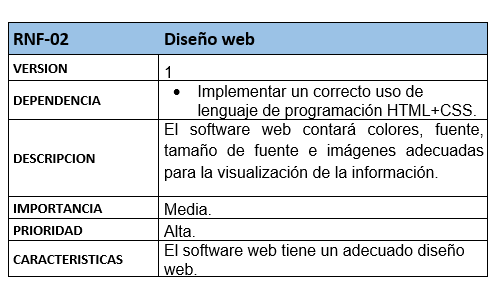 RNF-02 Diseño web
VERSION 1
DEPENDENCIA • Implementar un correcto uso de
lenguaje de programación HTML+CSS.
DESCRIPCION El software web contará colores, fuente,
tamaño de fuente e imágenes adecuadas
para la visualización de la información.
IMPORTANCIA Media.
PRIORIDAD Alta.
CARACTERISTICAS El software web tiene un adecuado diseño
web.